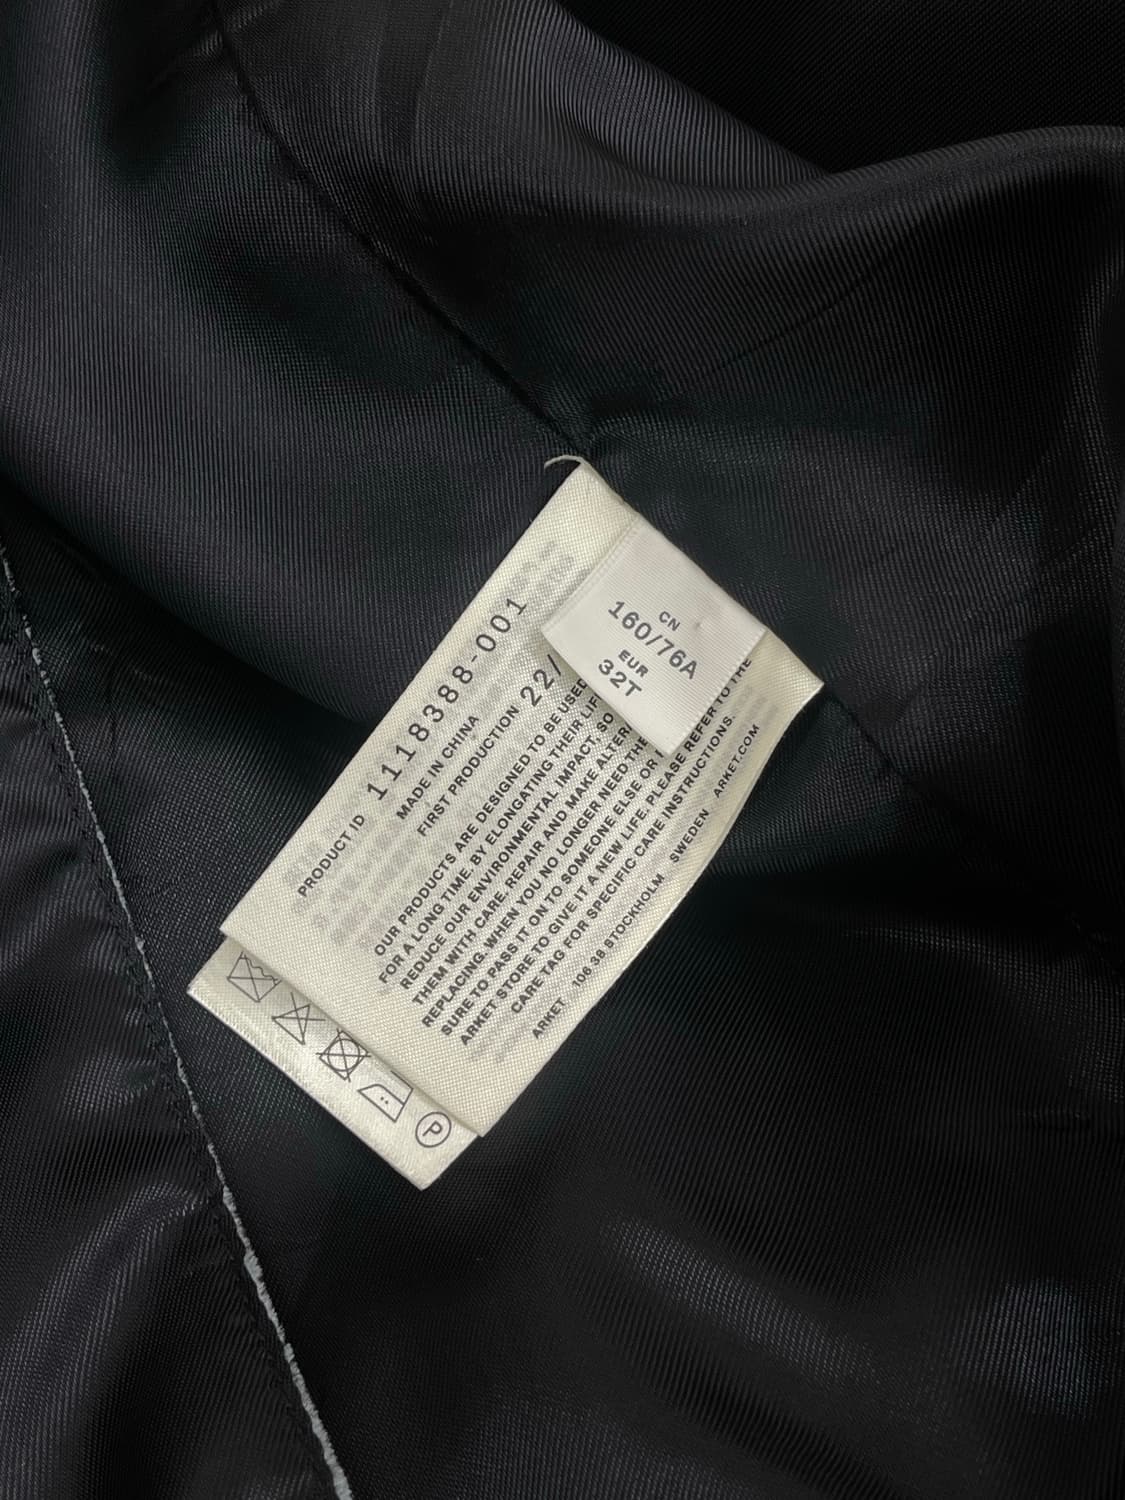 CN
160/76A
EUR
32T
PRODUCT ID 1118388-001
MADE IN CHINA
FIRST PRODUCTION 22/
OUR PRODUCTS ARE DESIGNED TO BE USED
FOR A LONG TIME. BY ELONGATING THEIR
REDUCE OUR ENVIRONMENTAL IMPACT. SO
THEM WITH CARE. REPAIR AND MAKE
REPLACING. WHEN YOU NO LONGER NEED
SURE TO PASS IT ON TO SOMEONE ELSE OR
ARKET STORE TO GIVE IT A NEW LIFE. PLEASE REFER TO THE
CARE TAG FOR SPECIFIC CARE INSTRUCTIONS.
ARKET 106 38 STOCKHOLM SWEDEN ARKET.COM
P